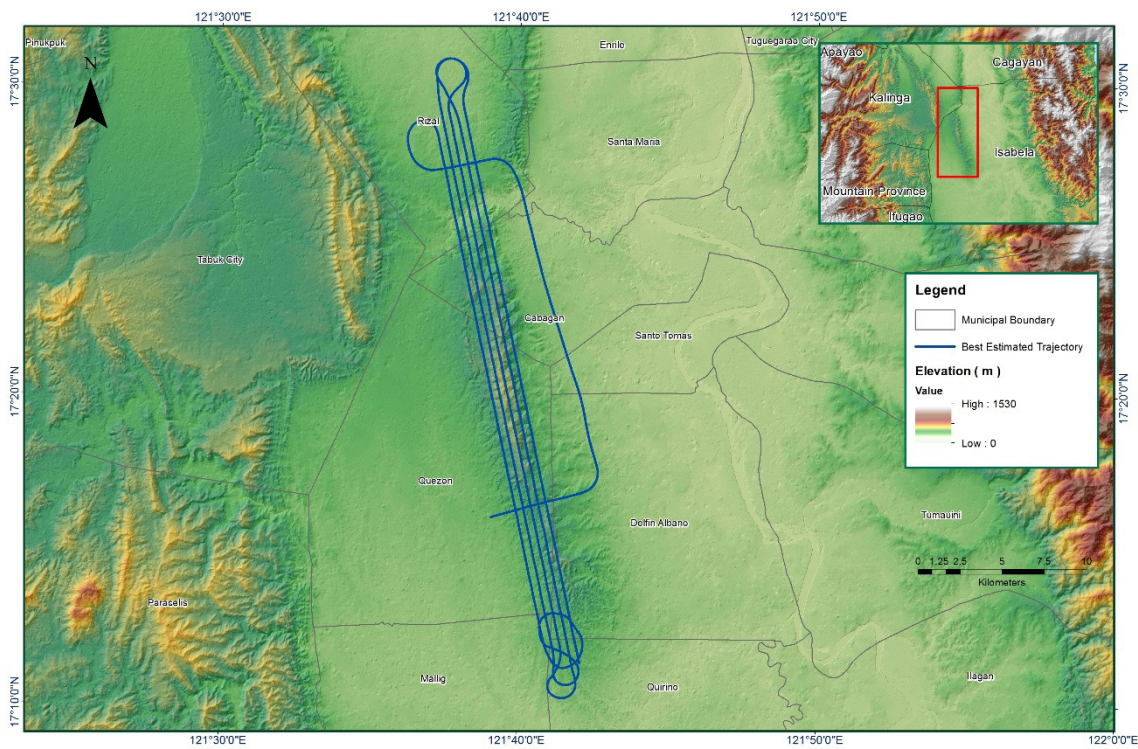 121°30'0"E
121°40'0"E
121°50'0"E
Pinukpuk
Enrilo
Tuguegarao City
N
17°30'0"N
17°30'0"N
Apayao
Cagayan
Kalinga
Isabela
Mountain Province
Ifugao
Rizal
Santa Maria
Tabuk City
Cabagan
Santo Tomas
Legend
Municipal Boundary
Best Estimated Trajectory
Elevation ( m )
Value
High : 1530
Low : 0
17°20'0"N
17°20'0"N
Quezon
Delfin Albano
Tumauini
0 1.25 2.5 5 7.5 10
Kilometers
Paracelis
Mallig
Quirino
Ilagan
17°10'0"N
17°10'0"N
121°30'0"E
121°40'0"E
121°50'0"E
122°0'0"E